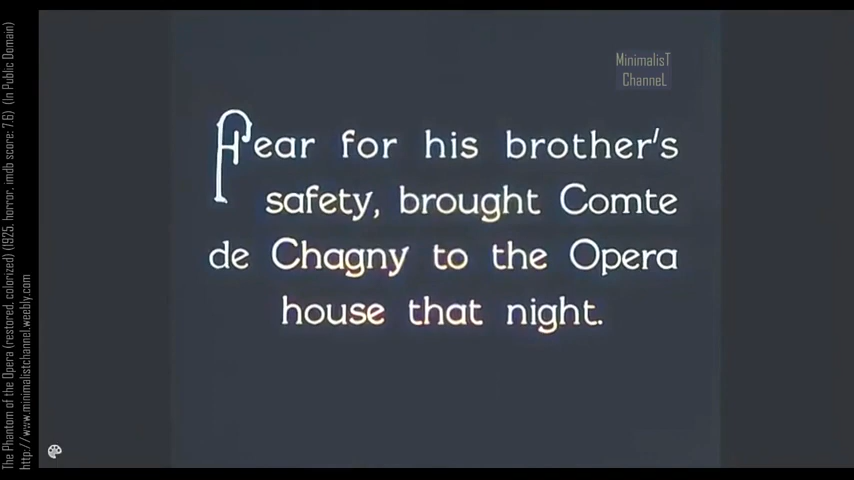 The Phantom of the Opera (restored, colorized) (1925, horror, imdb score: 7.6) (In Public Domain)
http://www.minimalistchannel.weebly.com
MinimalisT
ChanneL
Fear for his brother's
safety, brought Comte
de Chagny to the Opera
house that night.